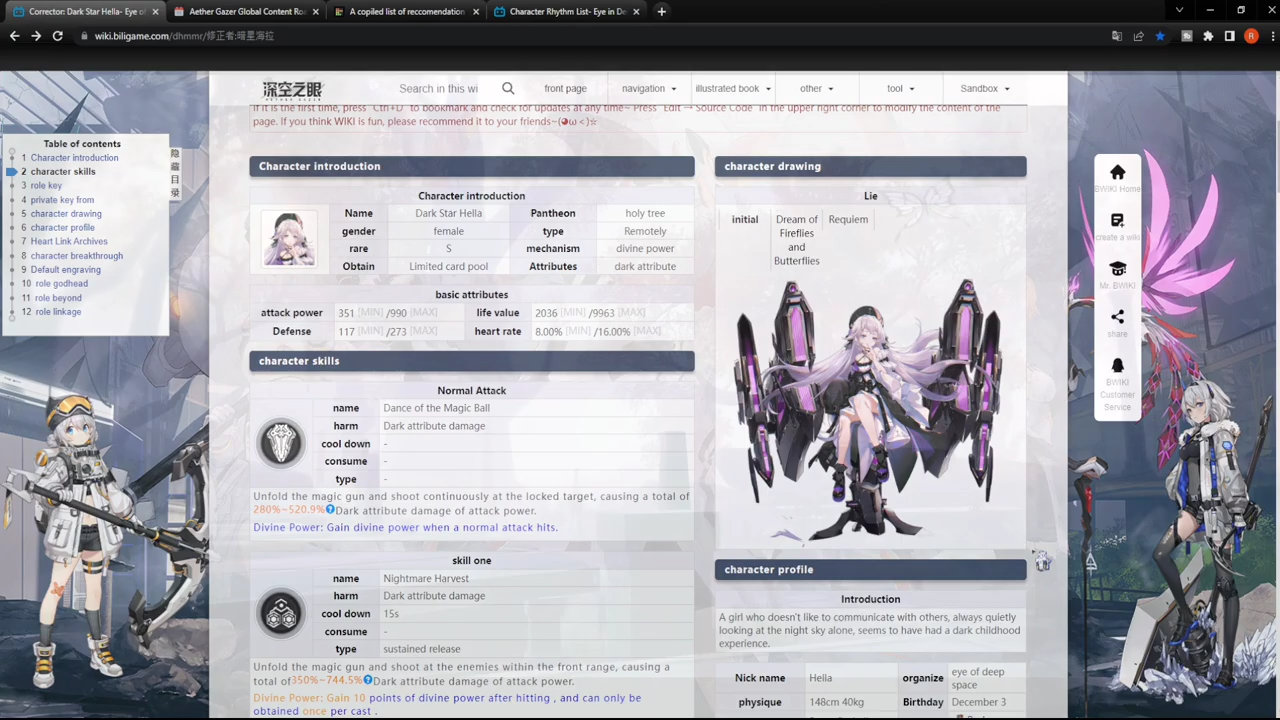 Corrector: Dark Star Hella- Eye of
Aether Gazer Global Content Ro
A copiled list of reccomendation
Character Rhythm List- Eye in De
wiki.biligame.com/dhmmr/修正者:暗星海拉
R
深空之眼
Search in this wi
front page
navigation
illustrated book
other
tool
Sandbox
If it is the first time, press "Ctrl+D" to bookmark and check for updates at any time~ Press "Edit → Source Code" in the upper right corner to modify the content of the
page. If you think WIKI is fun, please recommend it to your friends~(◕ω<)☆
Table of contents
1 Character introduction
2 character skills
3 role key
4 private key from
5 character drawing
6 character profile
7 Heart Link Archives
8 character breakthrough
9 Default engraving
10 role godhead
11 role beyond
12 role linkage
隐藏目录
Character introduction
Character introduction
Name Dark Star Hella Pantheon holy tree
gender female type Remotely
rare S mechanism divine power
Obtain Limited card pool Attributes dark attribute
basic attributes
attack power 351 [MIN] /990 [MAX] life value 2036 [MIN] /9963 [MAX]
Defense 117 [MIN] /273 [MAX] heart rate 8.00% [MIN] /16.00% [MAX]
character skills
Normal Attack
name Dance of the Magic Ball
harm Dark attribute damage
cool down -
consume -
type -
Unfold the magic gun and shoot continuously at the locked target, causing a total of
280%~520.9% Dark attribute damage of attack power.
Divine Power: Gain divine power when a normal attack hits.
skill one
name Nightmare Harvest
harm Dark attribute damage
cool down 15s
consume -
type sustained release
Unfold the magic gun and shoot at the enemies within the front range, causing a
total of 350%~744.5% Dark attribute damage of attack power.
Divine Power: Gain 10 points of divine power after hitting , and can only be
obtained once per cast .
character drawing
Lie
initial
Dream of
Fireflies
and
Butterflies
Requiem
character profile
Introduction
A girl who doesn't like to communicate with others, always quietly
looking at the night sky alone, seems to have had a dark childhood
experience.
Nick name Hella organize eye of deep
space
physique 148cm 40kg Birthday December 3
BWIKI Home
create a wiki
Mr. BWIKI
share
BWIKI
Customer
Service